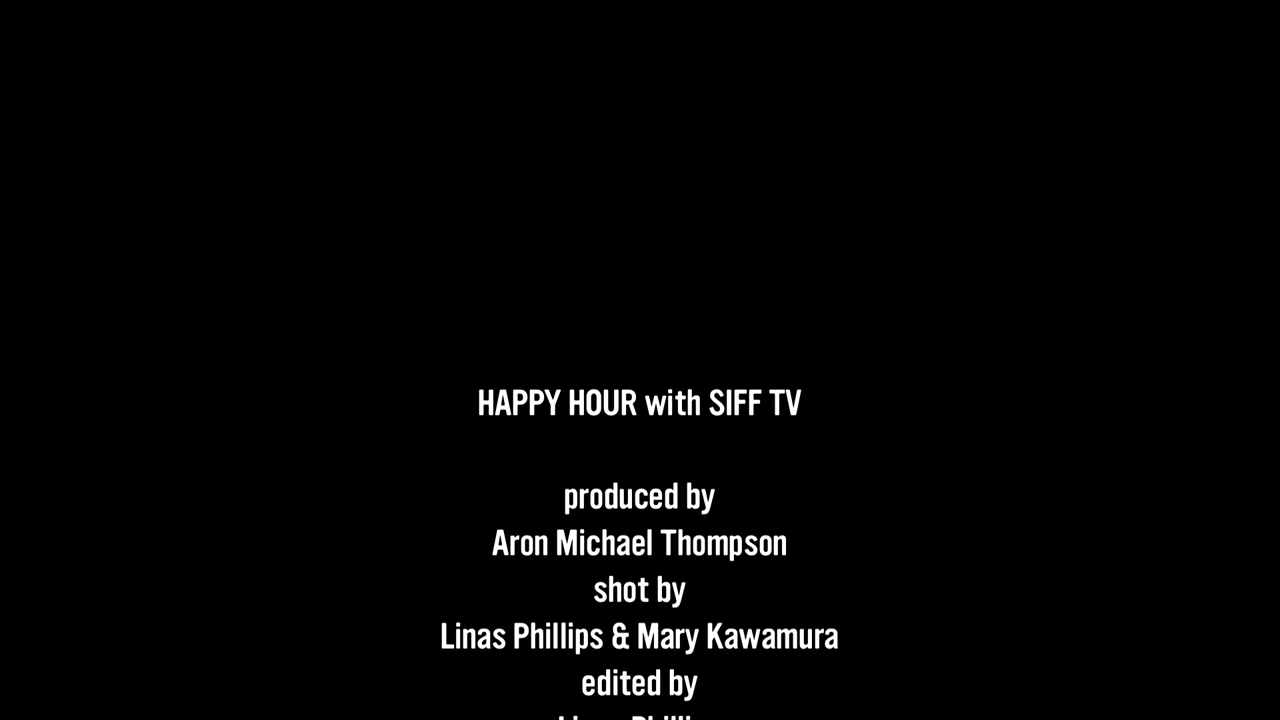 HAPPY HOUR with SIFF TV
produced by
Aron Michael Thompson
shot by
Linas Phillips & Mary Kawamura
edited by